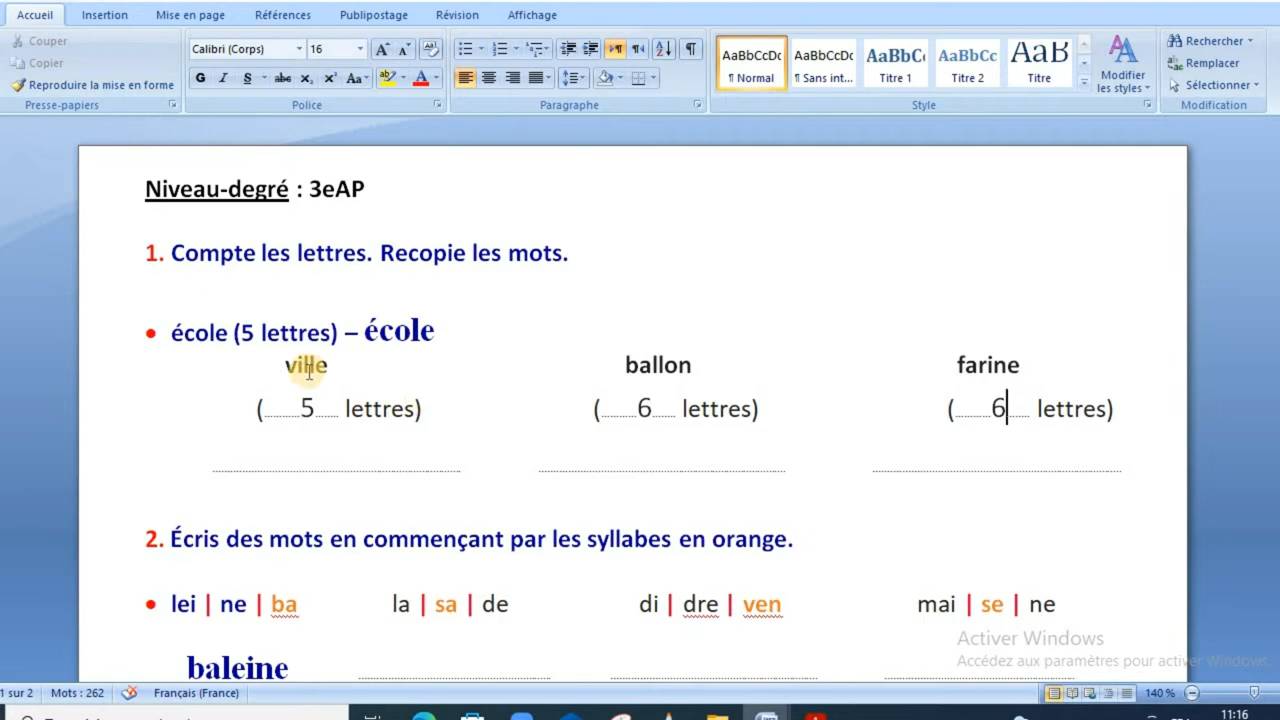 Accueil Insertion Mise en page Références Publipostage Révision Affichage
Couper
Copier
Reproduire la mise en forme
Presse-papiers
Calibri (Corps) 16
G I S abc x₂ x² Aa
Police
Paragraphe
AaBbCcDc AaBbCcDc AaBbC AaBbCc AaB
¶ Normal ¶ Sans int... Titre 1 Titre 2 Titre
Modifier les styles
Style
Rechercher
Remplacer
Sélectionner
Modification
Niveau-degré : 3eAP
1. Compte les lettres. Recopie les mots.
• école (5 lettres) – école
ville ballon farine
(...........5....... lettres) (...........6....... lettres) (...........6...... lettres)
2. Écris des mots en commençant par les syllabes en orange.
• lei | ne | ba la | sa | de di | dre | ven mai | se | ne
baleine
Activer Windows
Accédez aux paramètres pour activer Windows.
1 sur 2 Mots : 262 Français (France) 140 %
11:16